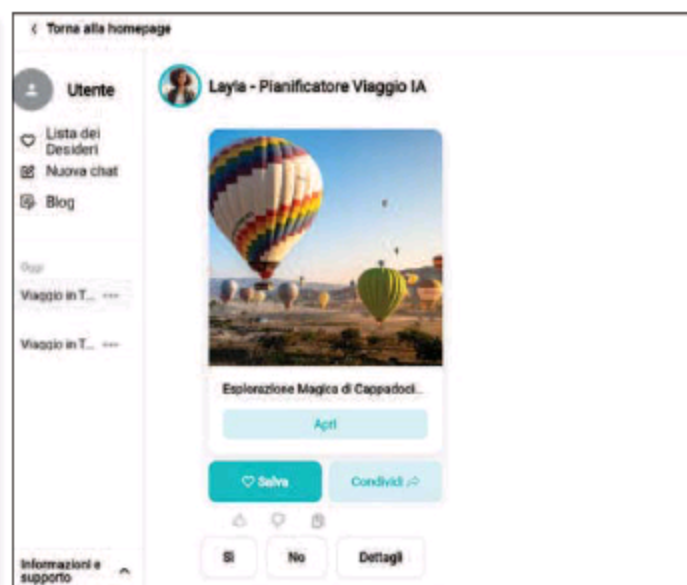 Torna alla homepage
Utente
Layla - Pianificatore Viaggio IA
Lista dei
Desideri
Nuova chat
Blog
Oggi
Viaggio in T... ...
Viaggio in T... ...
Esplorazione Magica di Cappadoci...
Apri
Salva
Condividi
Sì
No
Dettagli
Informazioni e
supporto